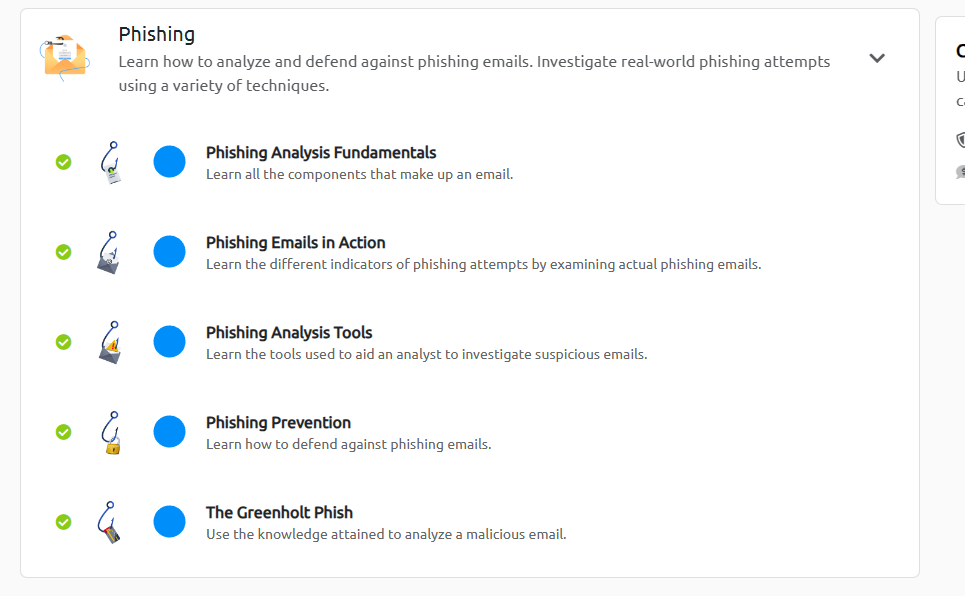 Phishing
Learn how to analyze and defend against phishing emails. Investigate real-world phishing attempts
using a variety of techniques.
Phishing Analysis Fundamentals
Learn all the components that make up an email.
Phishing Emails in Action
Learn the different indicators of phishing attempts by examining actual phishing emails.
Phishing Analysis Tools
Learn the tools used to aid an analyst to investigate suspicious emails.
Phishing Prevention
Learn how to defend against phishing emails.
The Greenholt Phish
Use the knowledge attained to analyze a malicious email.